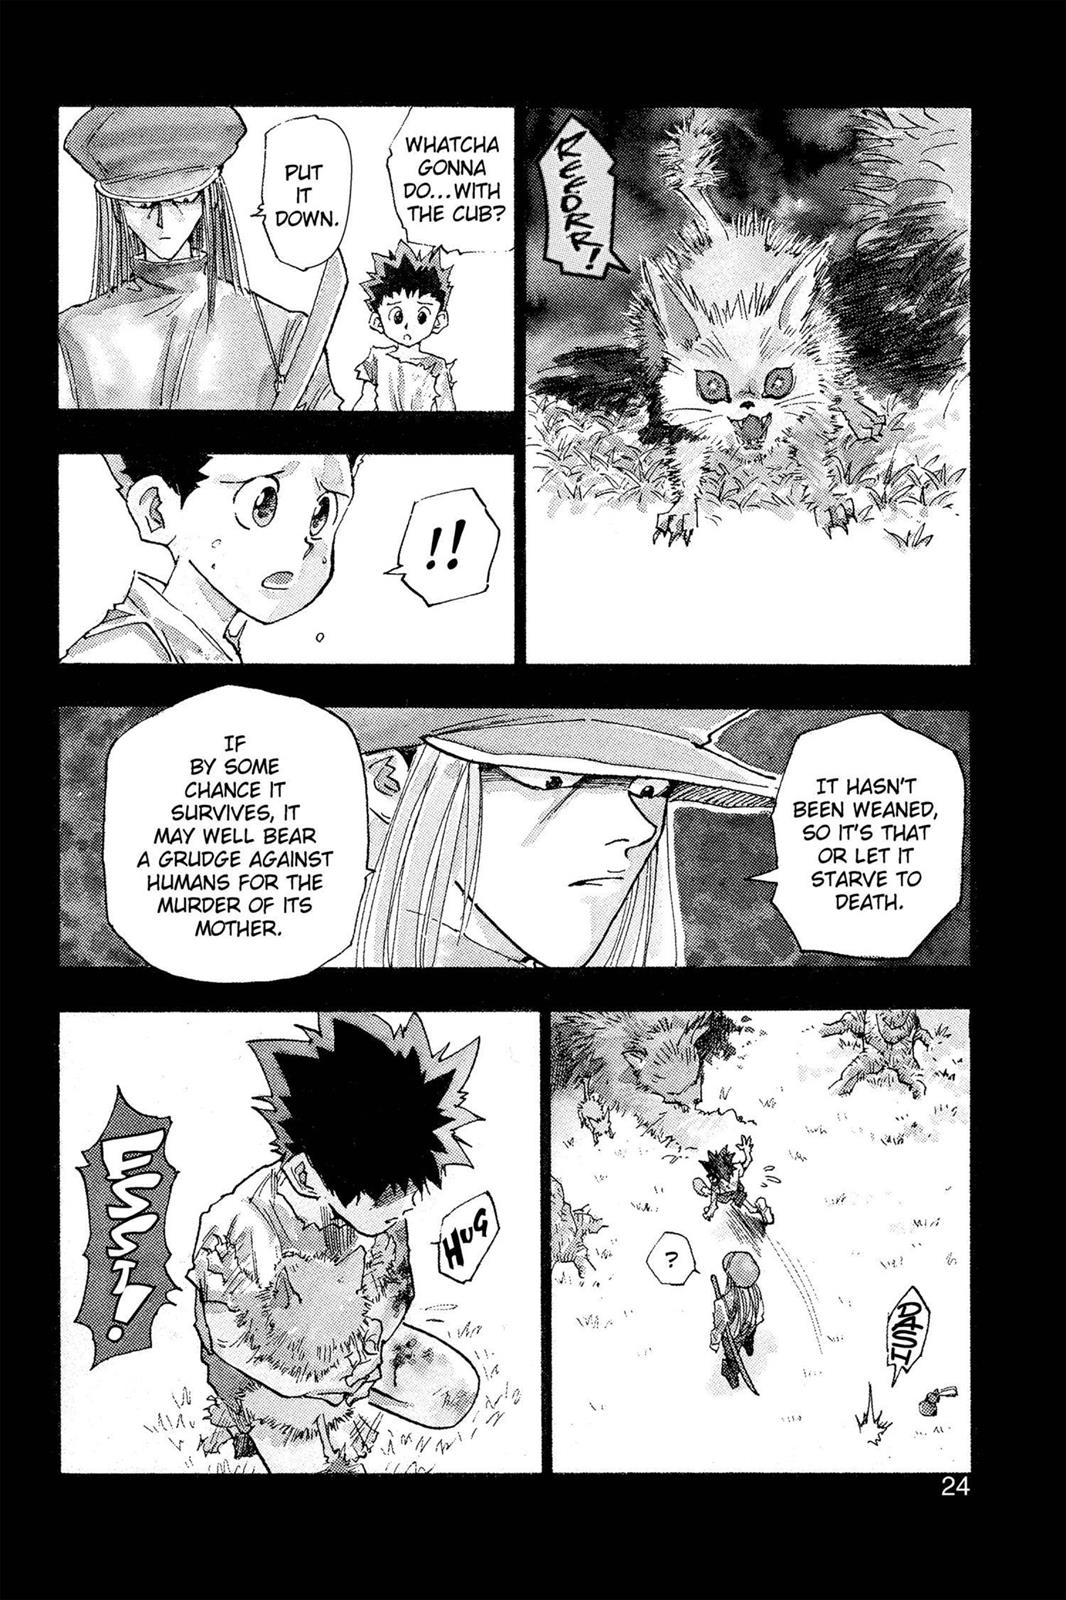 REEORR!
WHATCHA
GONNA
DO...WITH
THE CUB?
PUT
IT
DOWN.
!!
IT HASN'T
BEEN WEANED,
SO IT'S THAT
OR LET IT
STARVE TO
DEATH.
IF
BY SOME
CHANCE IT
SURVIVES, IT
MAY WELL BEAR
A GRUDGE AGAINST
HUMANS FOR THE
MURDER OF ITS
MOTHER.
?
DASH
HUG
FSSST!
24